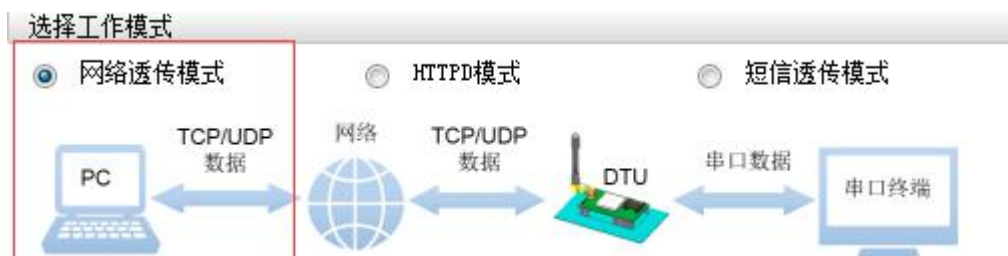 选择工作模式
网络透传模式 HTTPD模式 短信透传模式
TCP/UDP 网络 TCP/UDP
数据 数据 串口数据
PC DTU 串口终端